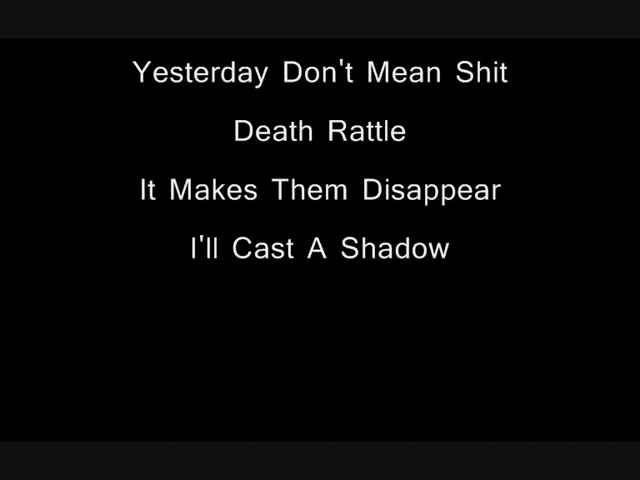 Yesterday Don't Mean Shit
Death Rattle
It Makes Them Disappear
I'll Cast A Shadow